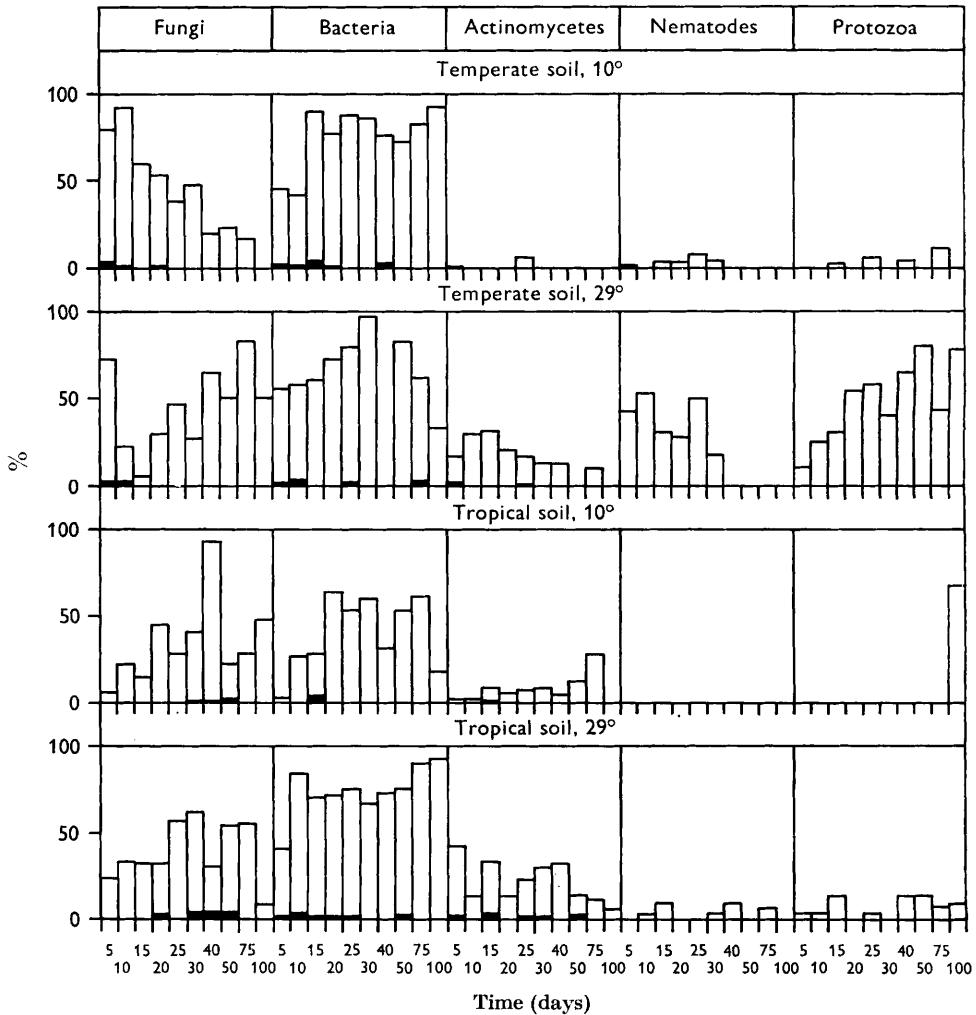 Fungi Bacteria Actinomycetes Nematodes Protozoa
Temperate soil, 10°
100
50
0
Temperate soil, 29°
100
50
0
%
Tropical soil, 10°
100
50
0
Tropical soil, 29°
100
50
0
5 15 25 40 75 5 15 25 40 75 5 15 25 40 75 5 15 25 40 75 5 15 25 40 75
10 20 30 50 100 10 20 30 50 100 10 20 30 50 100 10 20 30 50 100 10 20 30 50 100
Time (days)